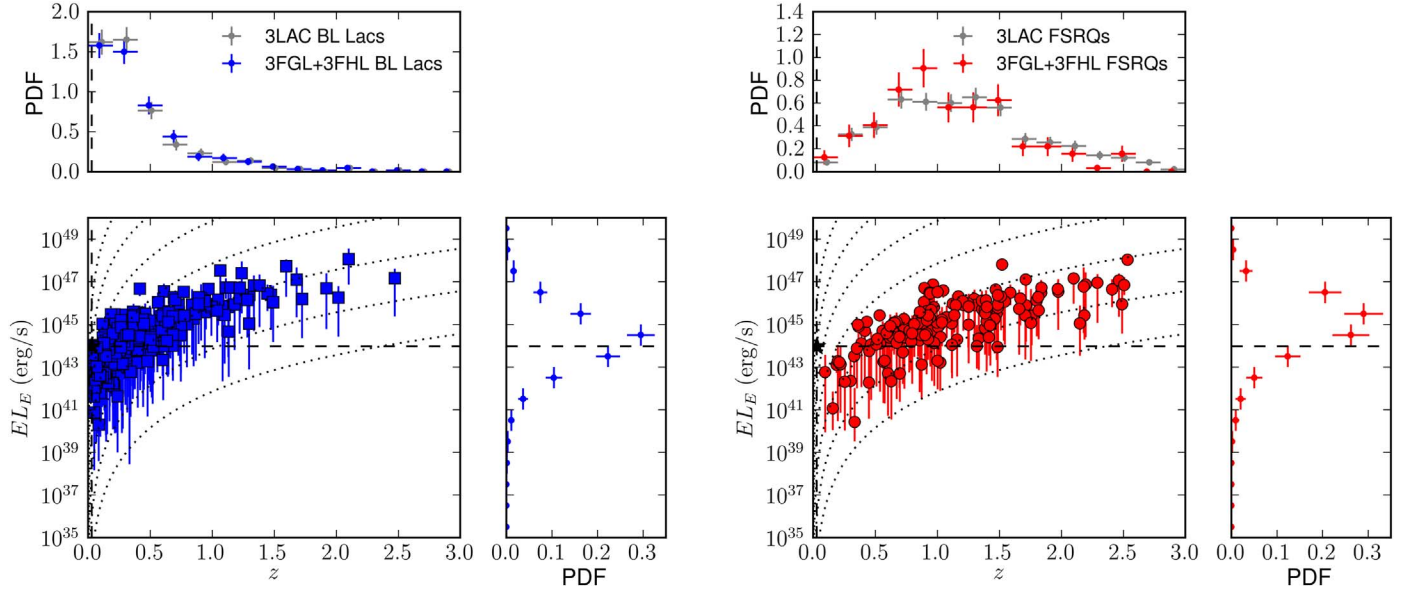 2.0
1.5
1.0
0.5
0.0
PDF
3LAC BL Lacs
3FGL+3FHL BL Lacs
1.4
1.2
1.0
0.8
0.6
0.4
0.2
0.0
PDF
3LAC FSRQs
3FGL+3FHL FSRQs
10^49
10^47
10^45
10^43
10^41
10^39
10^37
10^35
EL_E (erg/s)
0.0 0.5 1.0 1.5 2.0 2.5 3.0
z
0.0 0.1 0.2 0.3
PDF
10^49
10^47
10^45
10^43
10^41
10^39
10^37
10^35
EL_E (erg/s)
0.0 0.5 1.0 1.5 2.0 2.5 3.0
z
0.0 0.1 0.2 0.3
PDF